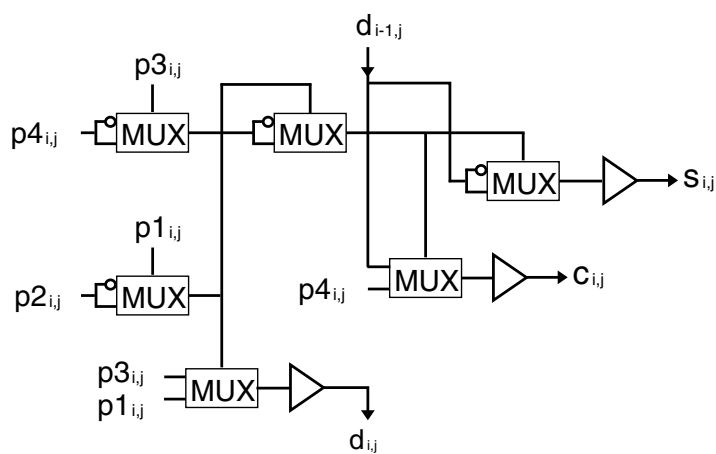 d i-1,j
p3 i,j
p4 i,j
MUX
MUX
MUX
s i,j
p1 i,j
p2 i,j
MUX
p4 i,j
MUX
c i,j
p3 i,j
p1 i,j
MUX
d i,j